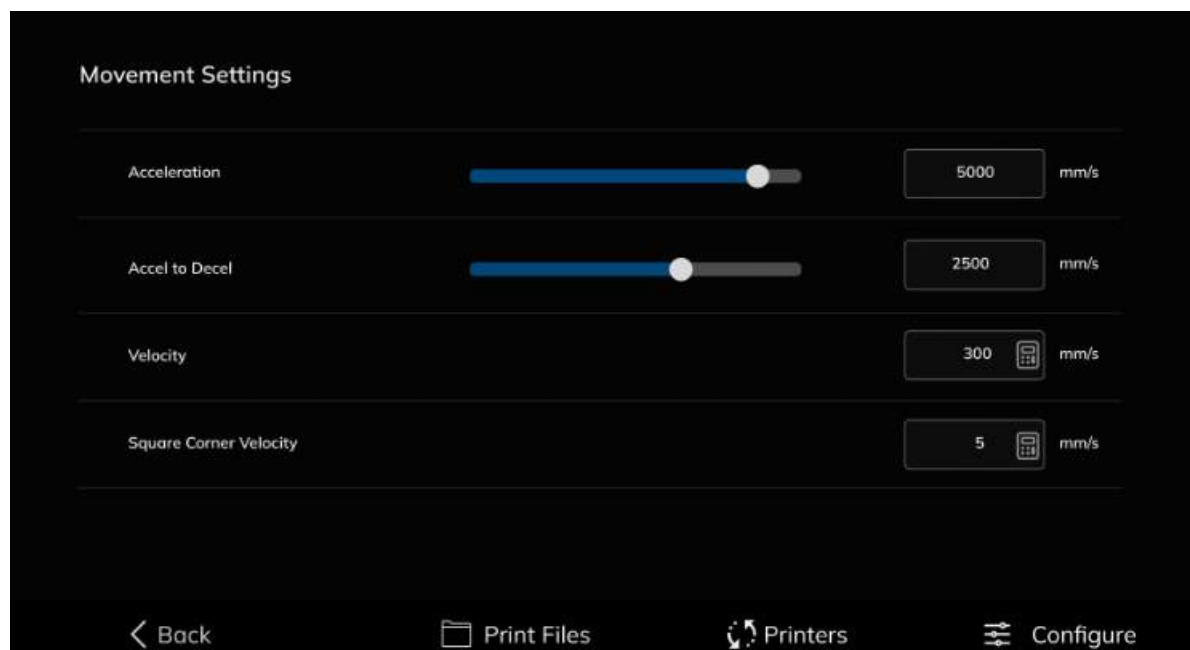 Movement Settings
Acceleration 5000 mm/s
Accel to Decel 2500 mm/s
Velocity 300 mm/s
Square Corner Velocity 5 mm/s
Back Print Files Printers Configure